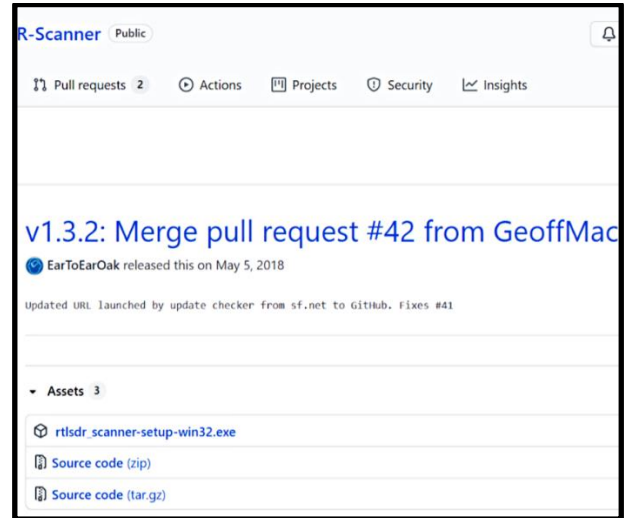 R-Scanner Public
Pull requests 2 Actions Projects Security Insights
v1.3.2: Merge pull request #42 from GeoffMac
EarToEarOak released this on May 5, 2018
Updated URL launched by update checker from sf.net to GitHub. Fixes #41
Assets 3
rtlsdr_scanner-setup-win32.exe
Source code (zip)
Source code (tar.gz)